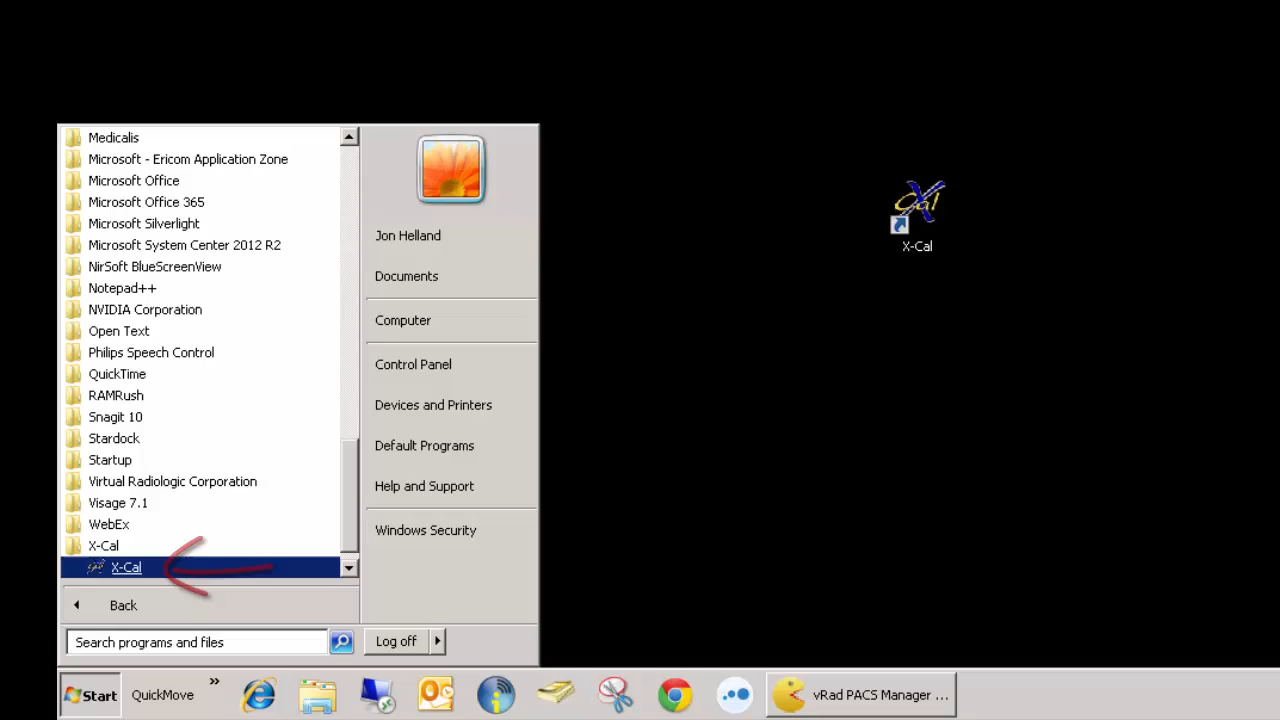 Medicalis
Microsoft - Ericom Application Zone
Microsoft Office
Microsoft Office 365
Microsoft Silverlight
Microsoft System Center 2012 R2
NirSoft BlueScreenView
Notepad++
NVIDIA Corporation
Open Text
Philips Speech Control
QuickTime
RAMRush
Snagit 10
Stardock
Startup
Virtual Radiologic Corporation
Visage 7.1
WebEx
X-Cal
X-Cal
Back
Search programs and files
Jon Helland
Documents
Computer
Control Panel
Devices and Printers
Default Programs
Help and Support
Windows Security
Log off
X Cal
X-Cal
Start
QuickMove
vRad PACS Manager ...